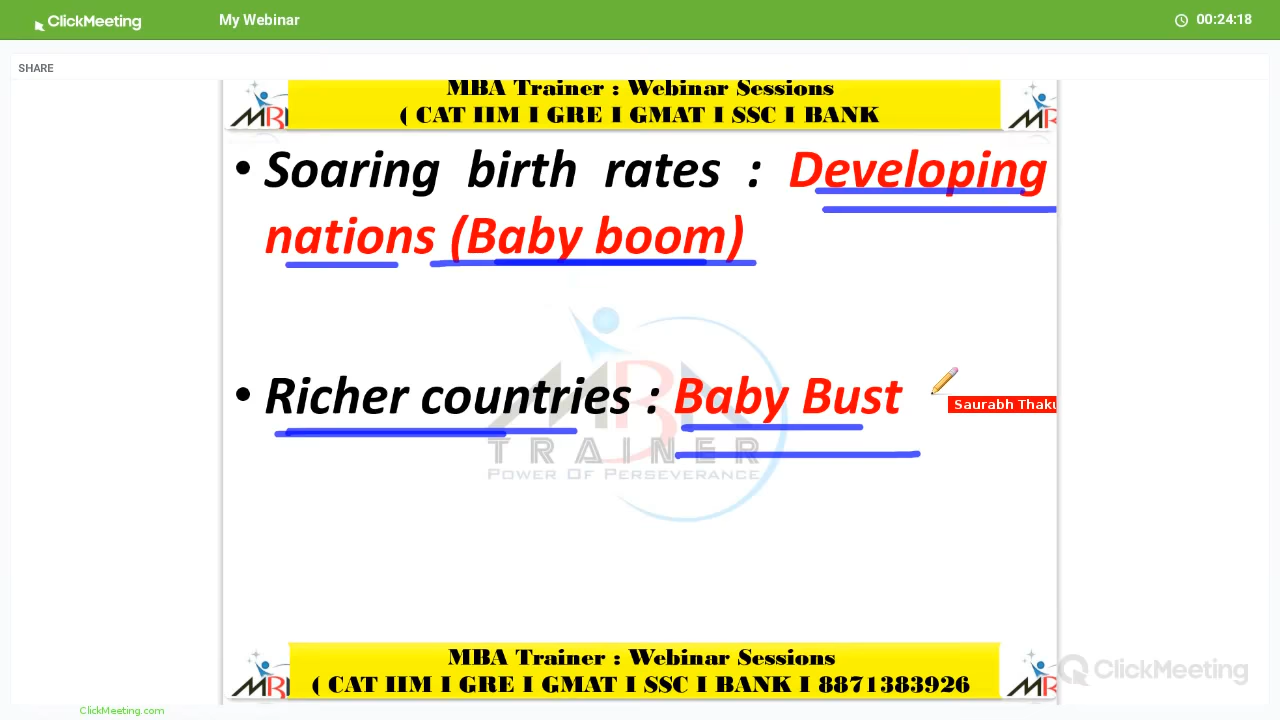 ClickMeeting My Webinar 00:24:18
SHARE
MBA Trainer : Webinar Sessions
( CAT IIM I GRE I GMAT I SSC I BANK
• Soaring birth rates : Developing
nations (Baby boom)
• Richer countries : Baby Bust
Saurabh Thaku
TRAINER
POWER OF PERSEVERANCE
MBA Trainer : Webinar Sessions
( CAT IIM I GRE I GMAT I SSC I BANK I 8871383926
ClickMeeting
ClickMeeting.com